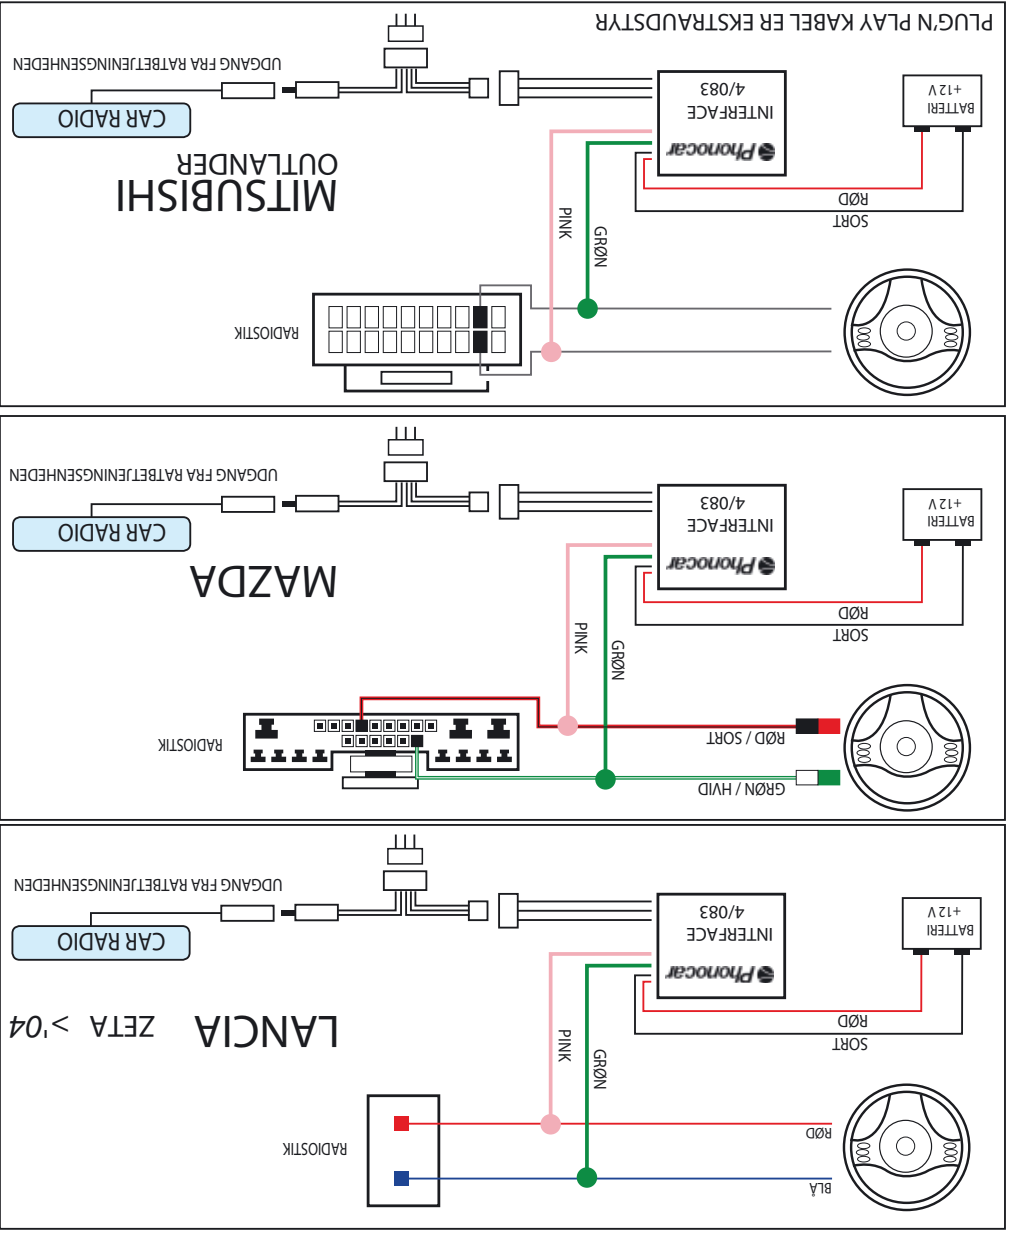 BLÅ
RØD
RADIOSTIK
GRØN
PINK
LANCIA ZETA >'04
SORT
RØD
BATTERI
+12 V
Phonocar
INTERFACE
4/083
CAR RADIO
UDGANG FRA RATBETJENINGSENHEDEN
GRØN / HVID
RØD / SORT
RADIOSTIK
GRØN
PINK
MAZDA
SORT
RØD
BATTERI
+12 V
Phonocar
INTERFACE
4/083
CAR RADIO
UDGANG FRA RATBETJENINGSENHEDEN
RADIOSTIK
GRØN
PINK
MITSUBISHI
OUTLANDER
SORT
RØD
BATTERI
+12 V
Phonocar
INTERFACE
4/083
CAR RADIO
UDGANG FRA RATBETJENINGSENHEDEN
PLUG'N PLAY KABEL ER EKSTRAUDSTYR